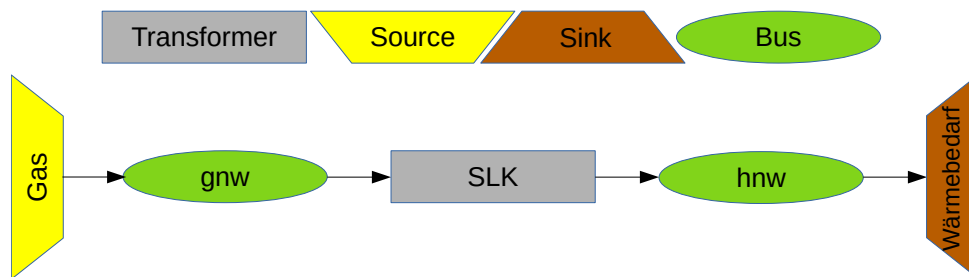 Transformer
Source
Sink
Bus
Gas
gnw
SLK
hnw
Wärmebedarf